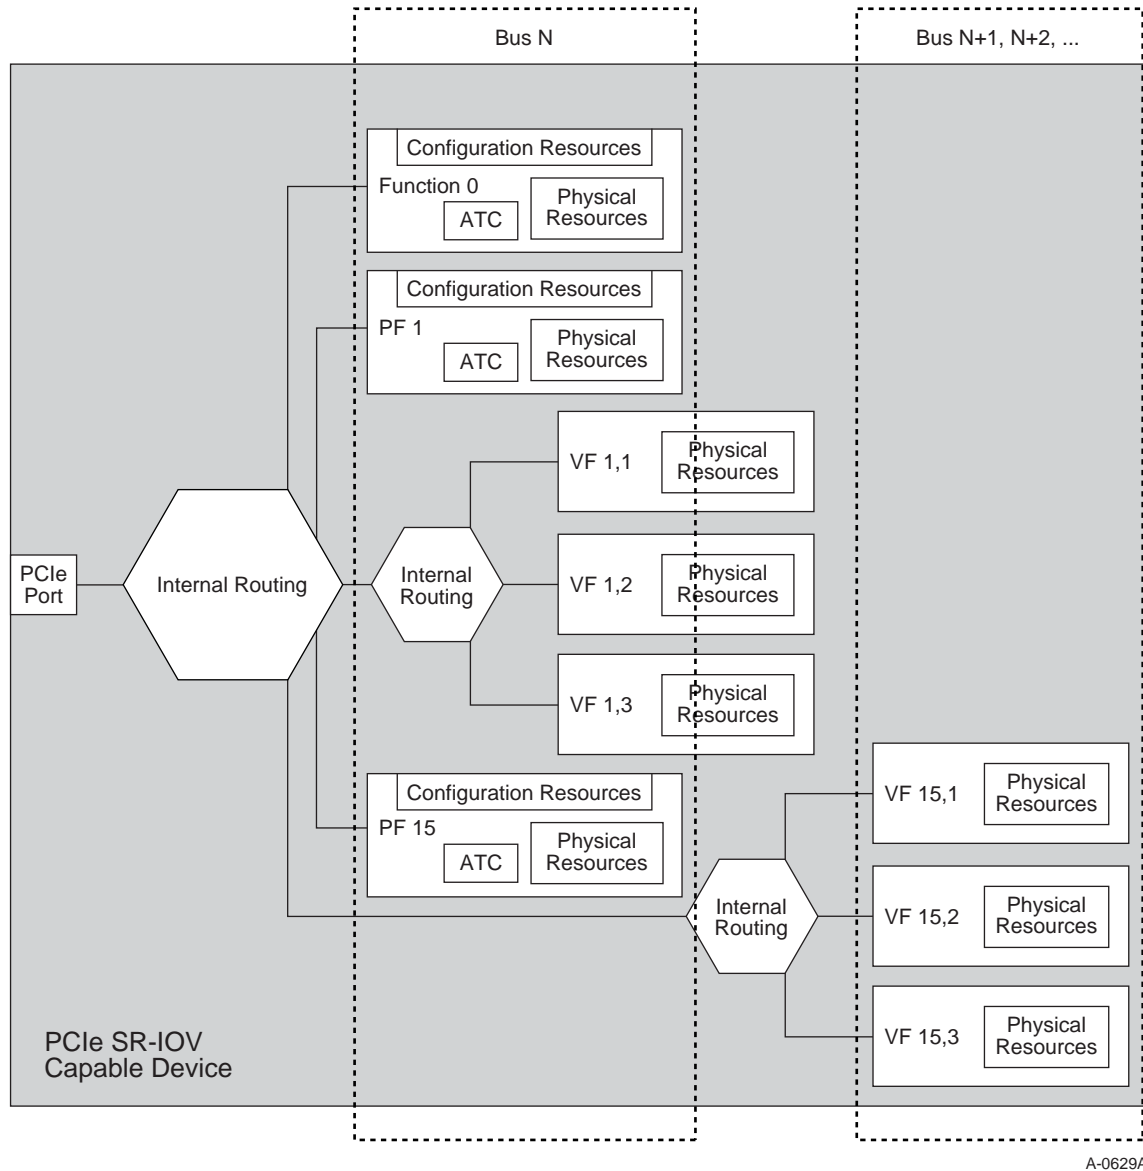 Bus N
Bus N+1, N+2, ...
Configuration Resources
Function 0
ATC
Physical
Resources
Configuration Resources
PF 1
ATC
Physical
Resources
VF 1,1
Physical
Resources
PCIe
Port
Internal Routing
Internal
Routing
VF 1,2
Physical
Resources
VF 1,3
Physical
Resources
Configuration Resources
PF 15
ATC
Physical
Resources
VF 15,1
Physical
Resources
Internal
Routing
VF 15,2
Physical
Resources
VF 15,3
Physical
Resources
PCIe SR-IOV
Capable Device
A-0629A